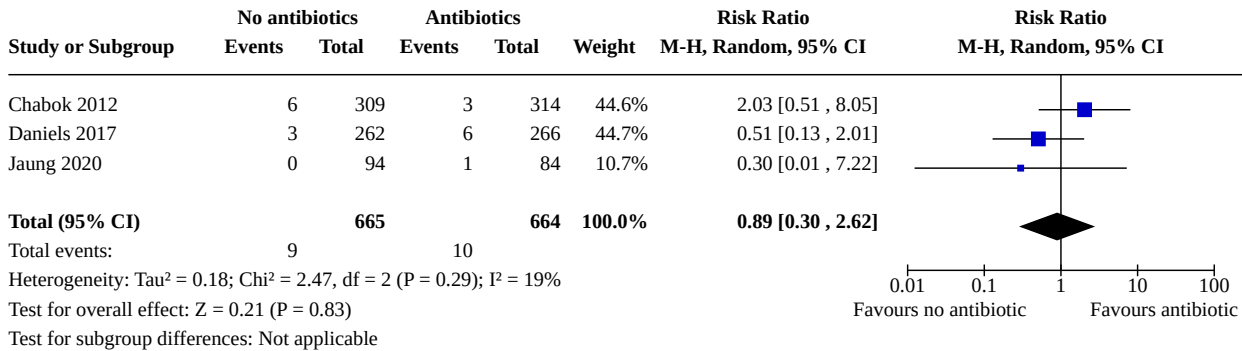 No antibiotics Antibiotics Risk Ratio Risk Ratio
Study or Subgroup Events Total Events Total Weight M-H, Random, 95% CI M-H, Random, 95% CI
Chabok 2012 6 309 3 314 44.6% 2.03 [0.51 , 8.05]
Daniels 2017 3 262 6 266 44.7% 0.51 [0.13 , 2.01]
Jaung 2020 0 94 1 84 10.7% 0.30 [0.01 , 7.22]
Total (95% CI) 665 664 100.0% 0.89 [0.30 , 2.62]
Total events: 9 10
Heterogeneity: Tau² = 0.18; Chi² = 2.47, df = 2 (P = 0.29); I² = 19%
0.01 0.1 1 10 100
Test for overall effect: Z = 0.21 (P = 0.83)
Favours no antibiotic Favours antibiotic
Test for subgroup differences: Not applicable